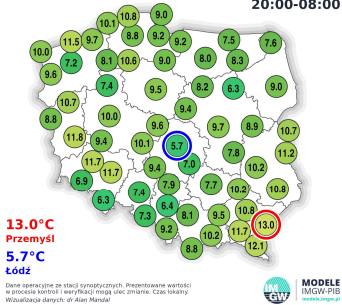 20:00-08:00
10.1 10.8 9.0
10.0 11.5 9.7 8.8 9.2 9.2 7.5 7.6
9.6 7.2 8.1 10.6 9.0 8.0 8.3
7.4 9.5 8.2 6.3 9.0
10.7 9.4
8.8 10.0 9.6 9.7 8.9 10.7
11.8 9.4 10.1 5.7 7.8 11.2
11.7 7.0 9.2
6.9 11.7 9.4 7.9 7.7 10.2 10.8
6.3 7.4 6.4
7.3 8.1 9.5 10.8
9.2 10.2 11.7 13.0
8.8 12.1
13.0°C
Przemyśl
5.7°C
Łódź
Dane operacyjne ze stacji synoptycznych. Prezentowane wartości
w procesie kontroli i weryfikacji mogą ulec zmianie. Czas lokalny.
Wizualizacja danych: dr Alan Mandal
IM
GW
MODELE
IMGW-PIB
modele.imgw.pl